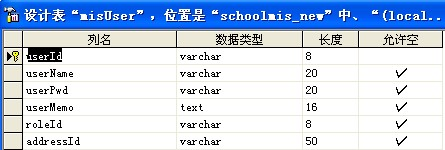 设计表“misUser”，位置是“schoolmis_new”中、“(local...
列名 数据类型 长度 允许空
userId varchar 8
userName varchar 20 ✓
userPwd varchar 20 ✓
userMemo text 16 ✓
roleId varchar 8 ✓
addressId varchar 50 ✓